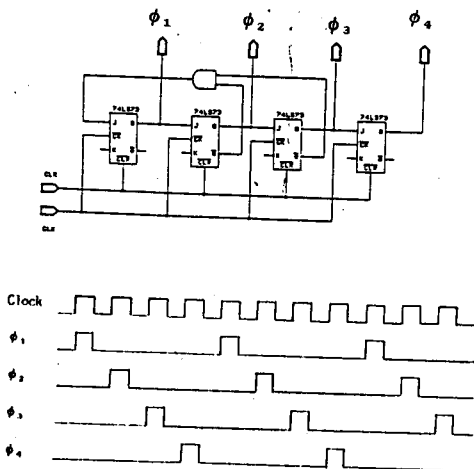 ϕ1 ϕ2 ϕ3 ϕ4
74LS73 74LS73 74LS73 74LS73
J Q J Q J Q J Q
CK CK CK CK
K Q K Q K Q K Q
CLR CLR CLR CLR
CLR
CLK
Clock
ϕ1
ϕ2
ϕ3
ϕ4